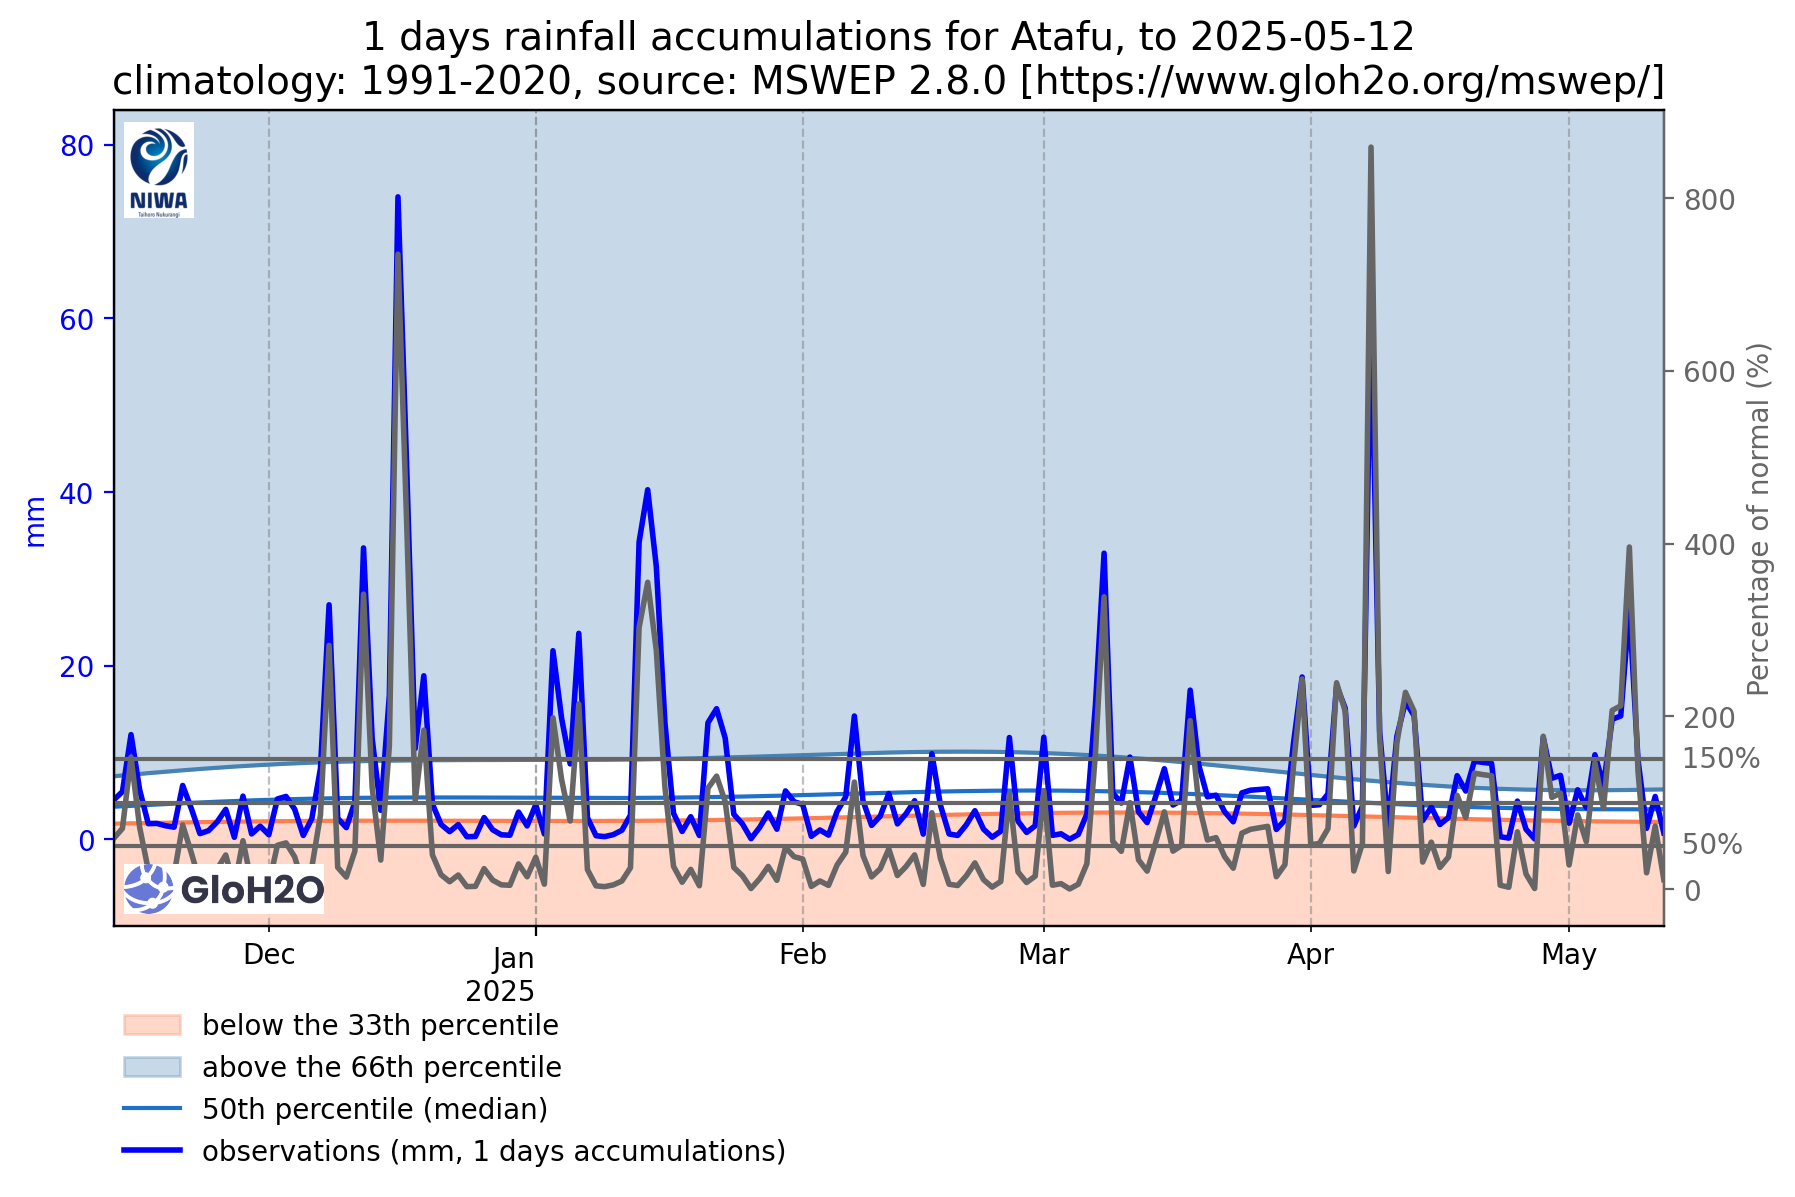 1 days rainfall accumulations for Atafu, to 2025-05-12
climatology: 1991-2020, source: MSWEP 2.8.0 [https://www.gloh2o.org/mswep/]
NIWA
Taihoro Nukurangi
80
60
40
20
0
mm
800
600
400
200
150%
50%
0
Percentage of normal (%)
GloH2O
Dec
Jan
2025
Feb
Mar
Apr
May
below the 33th percentile
above the 66th percentile
50th percentile (median)
observations (mm, 1 days accumulations)